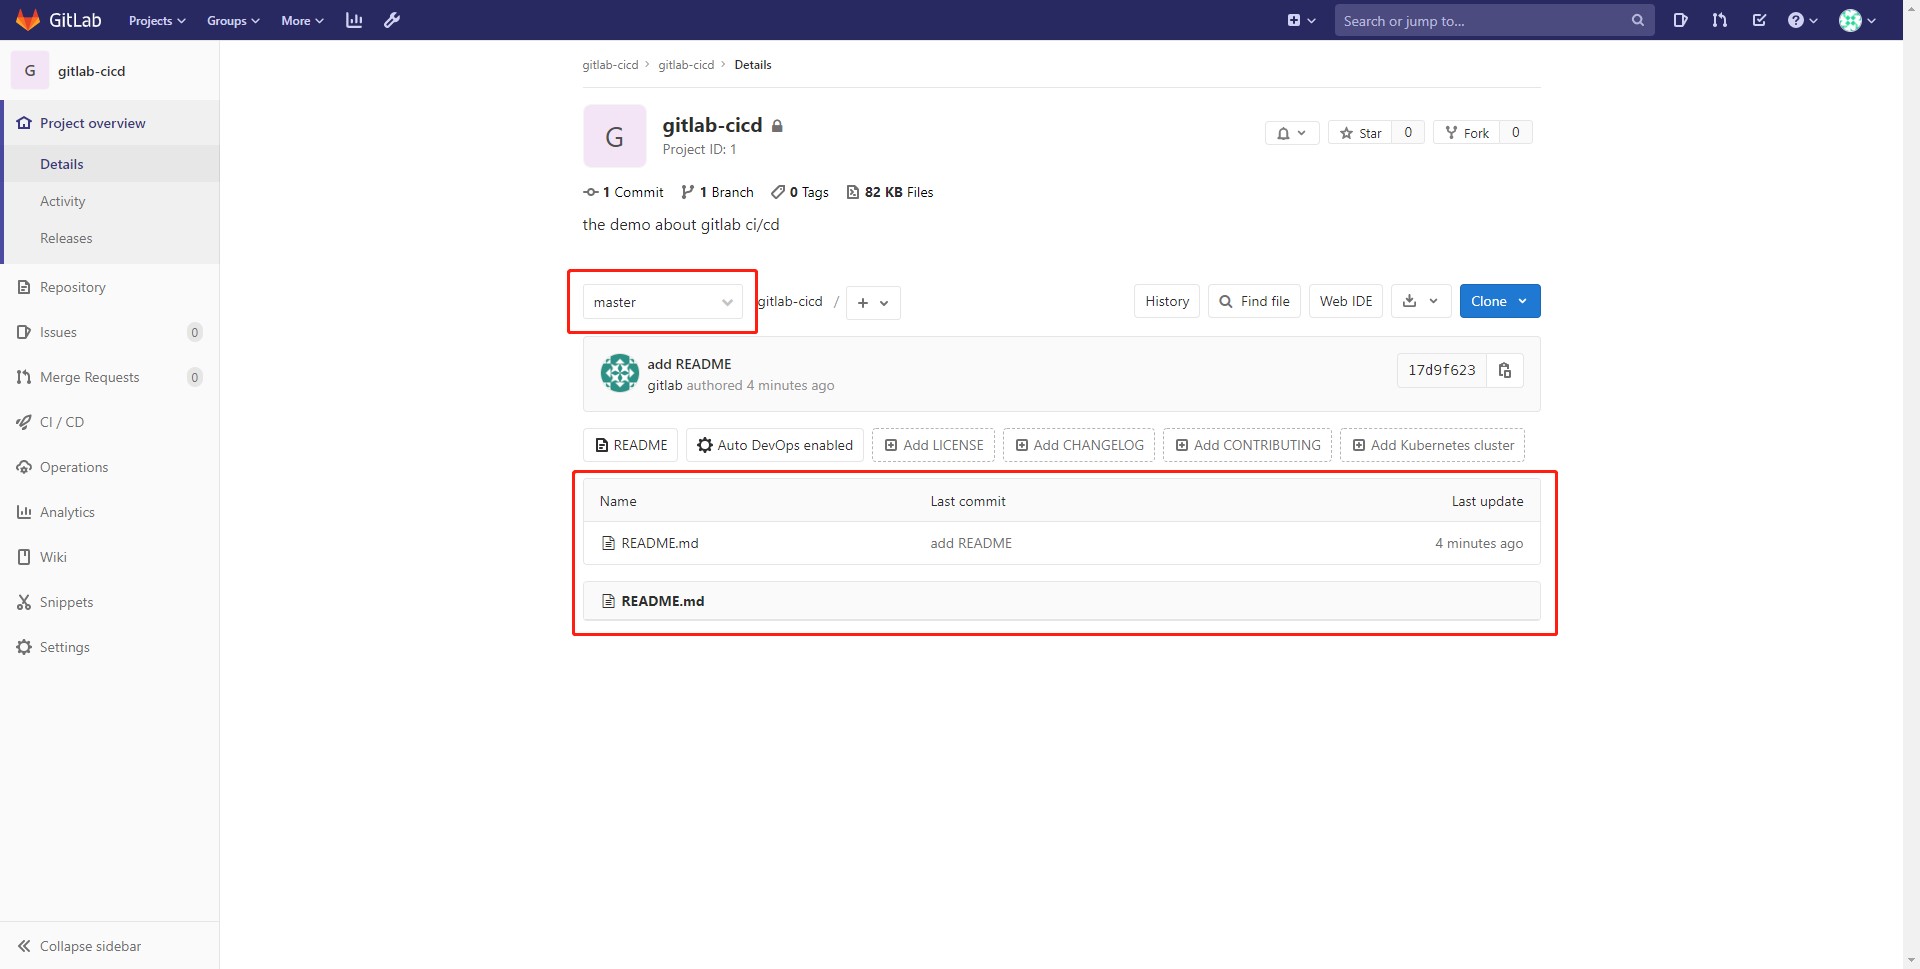 GitLab Projects Groups More Search or jump to...
G gitlab-cicd
Project overview
Details
Activity
Releases
Repository
Issues 0
Merge Requests 0
CI / CD
Operations
Analytics
Wiki
Snippets
Settings
Collapse sidebar
gitlab-cicd > gitlab-cicd > Details
G
gitlab-cicd
Project ID: 1
Star 0 Fork 0
1 Commit 1 Branch 0 Tags 82 KB Files
the demo about gitlab ci/cd
master gitlab-cicd / + History Find file Web IDE Clone
add README
gitlab authored 4 minutes ago
17d9f623
README Auto DevOps enabled Add LICENSE Add CHANGELOG Add CONTRIBUTING Add Kubernetes cluster
Name Last commit Last update
README.md add README 4 minutes ago
README.md